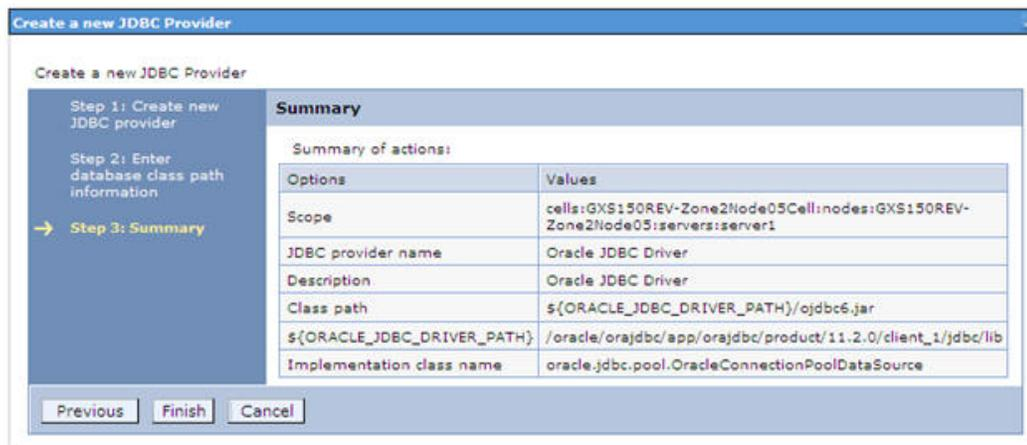 Create a new JDBC Provider
Create a new JDBC Provider
Step 1: Create new
JDBC provider
Step 2: Enter
database class path
information
Step 3: Summary
Summary
Summary of actions:
Options Values
Scope cells:GXS150REV-Zone2Node05Cell:nodes:GXS150REV-
Zone2Node05:servers:server1
JDBC provider name Oracle JDBC Driver
Description Oracle JDBC Driver
Class path ${ORACLE_JDBC_DRIVER_PATH}/ojdbc6.jar
${ORACLE_JDBC_DRIVER_PATH} /oracle/orajdbc/app/orajdbc/product/11.2.0/client_1/jdbc/lib
Implementation class name oracle.jdbc.pool.OracleConnectionPoolDataSource
Previous Finish Cancel